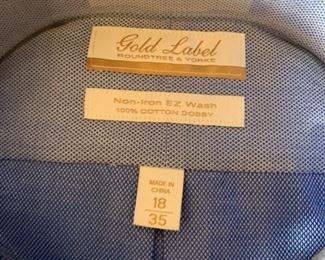 Gold Label
ROUNDTREE & YORKE
Non-Iron EZ Wash
100% COTTON DOBBY
MADE IN
CHINA
18
35